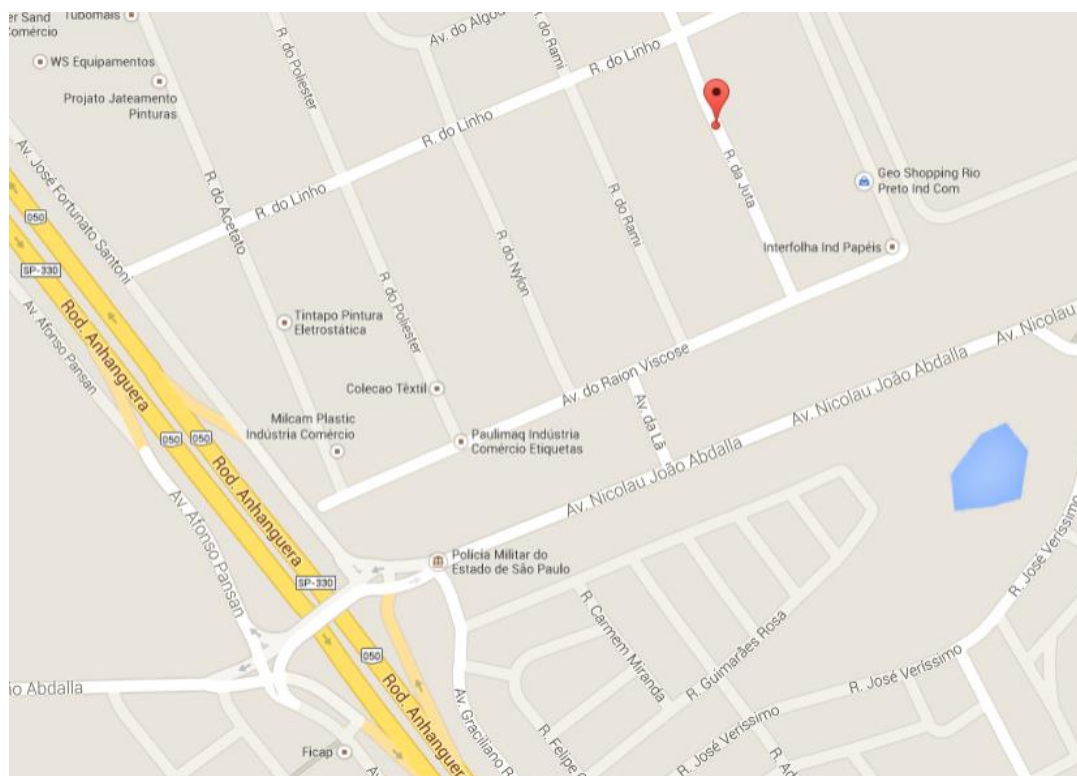 er Sand
Comércio
Tubomais
WS Equipamentos
Projato Jateamento
Pinturas
R. do Poliester
R. do Rami
R. do Linho
R. do Linho
R. do Linho
Av. José Fortunato Santoni
R. do Acetato
R. da Juta
Geo Shopping Rio
Preto Ind Com
Interfolha Ind Papéis
R. do Rami
R. do Nylon
R. do Poliester
050
SP-330
Av. Afonso Pansan
Rod. Anhanguera
Tintapo Pintura
Eletrostática
Colecao Têxtil
Av. do Raion Viscose
Av. Nicolau
Av. Nicolau João Abdalla
Av. da Lã
Milcam Plastic
Indústria Comércio
Paulimaq Indústria
Comércio Etiquetas
050
050
Rod. Anhanguera
Av. Nicolau João Abdalla
Av. Afonso Pansan
Polícia Militar do
Estado de São Paulo
SP-330
R. José Veríssimo
R. Carmem Miranda
R. Guimarães Rosa
050
Rod. Anhanguera
R. José Veríssimo
io Abdalla
Av. Graciliano R
R. Felipe
R. José Veríssimo
Ficap